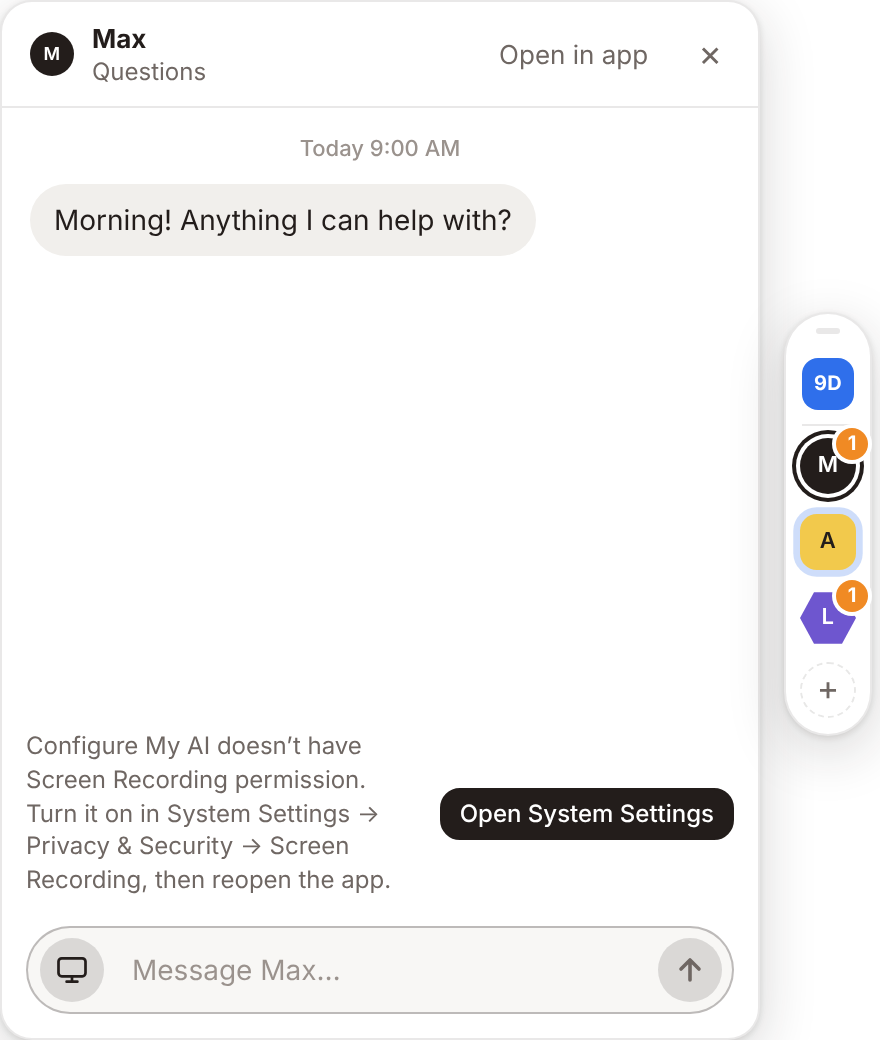 M
Max
Questions
Open in app
Today 9:00 AM
Morning! Anything I can help with?
9D
M
1
A
L
1
+
Configure My AI doesn’t have
Screen Recording permission.
Turn it on in System Settings →
Privacy & Security → Screen
Recording, then reopen the app.
Open System Settings
Message Max...